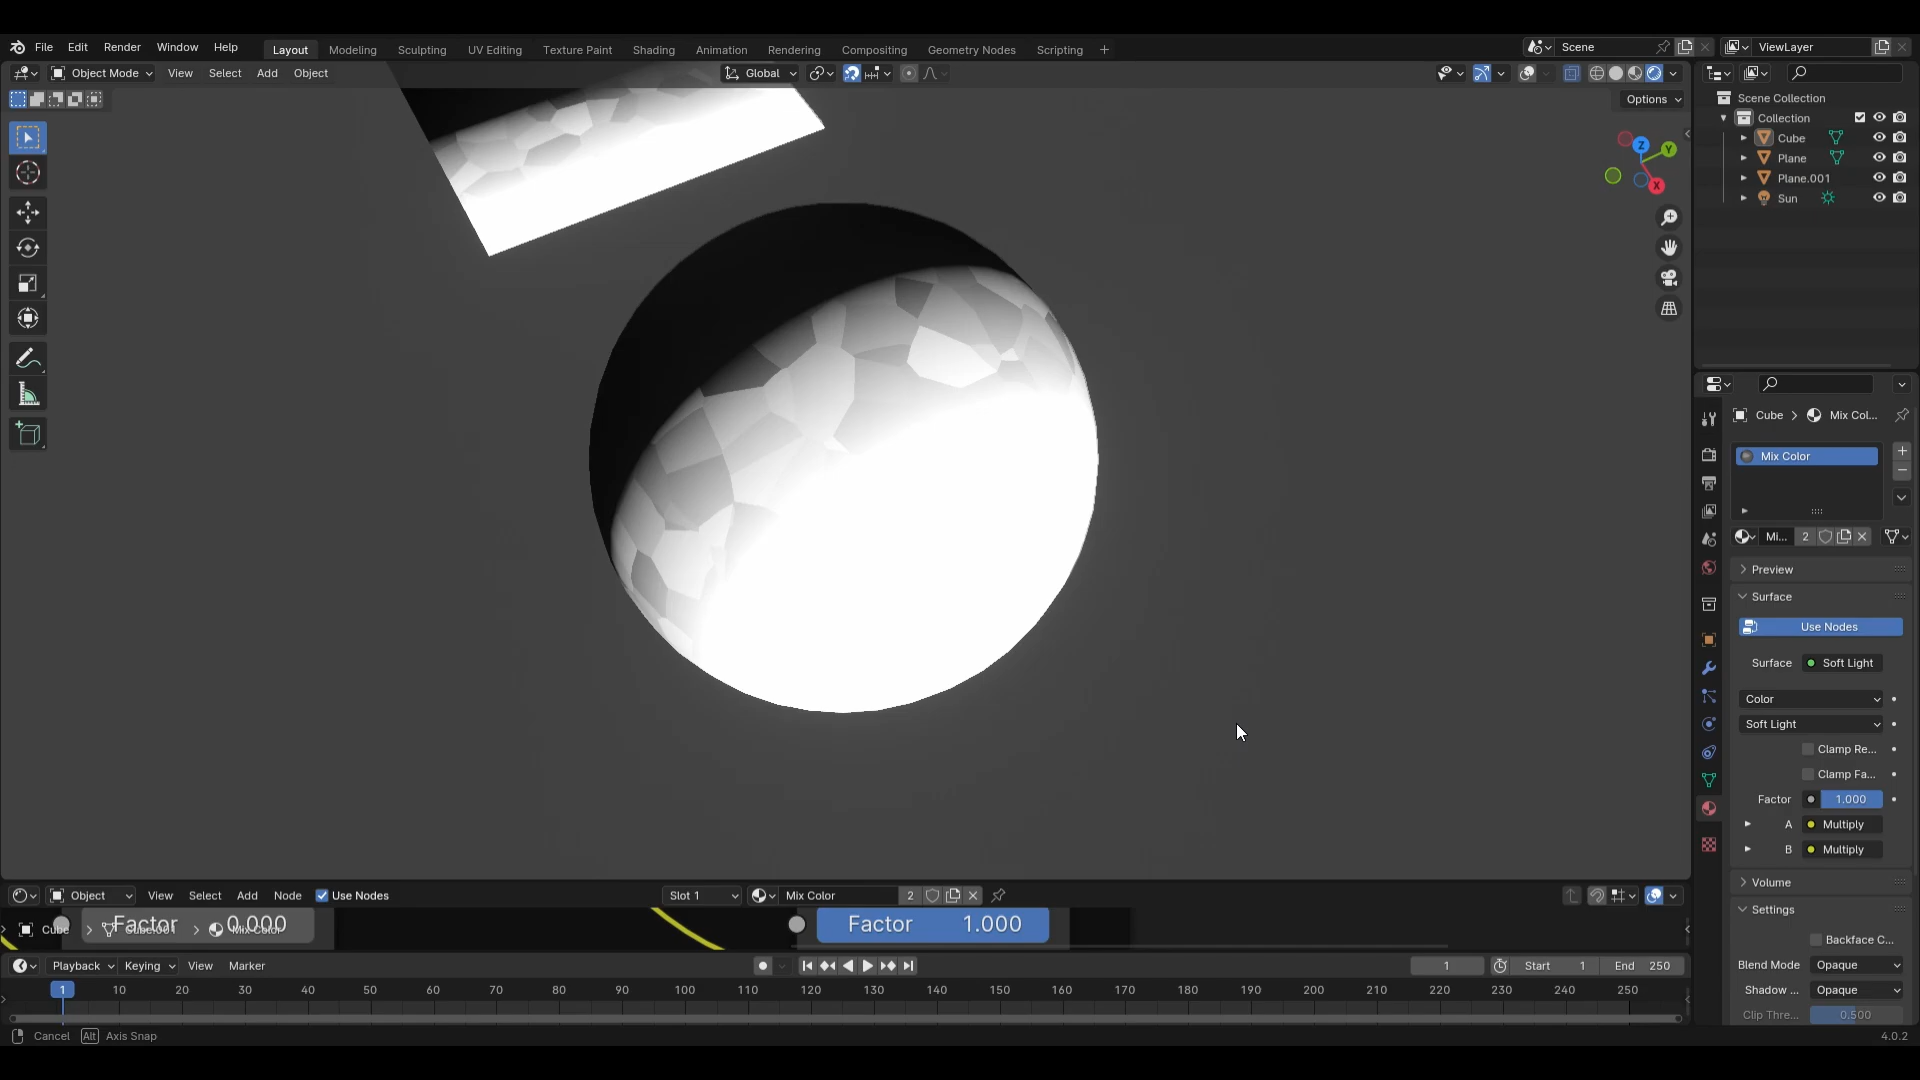 File Edit Render Window Help Layout Modeling Sculpting UV Editing Texture Paint Shading Animation Rendering Compositing Geometry Nodes Scripting + Scene ViewLayer
Object Mode View Select Add Object Global
Options
Scene Collection
Collection
Cube
Plane
Plane.001
Sun
Z
Y
X
Cube > Mix Col...
Mix Color
Mi... 2
Preview
Surface
Use Nodes
Surface Soft Light
Color
Soft Light
Clamp Re...
Clamp Fa...
Factor 1.000
A Multiply
B Multiply
Volume
Settings
Backface C...
Blend Mode Opaque
Shadow ... Opaque
Clip Thre... 0.500
Object View Select Add Node Use Nodes Slot 1 Mix Color 2
Factor 0.000 Factor 1.000
Cube > Cube.001 > Mix Color
Playback Keying View Marker 1 Start 1 End 250
1 10 20 30 40 50 60 70 80 90 100 110 120 130 140 150 160 170 180 190 200 210 220 230 240 250
Cancel Alt Axis Snap 4.0.2